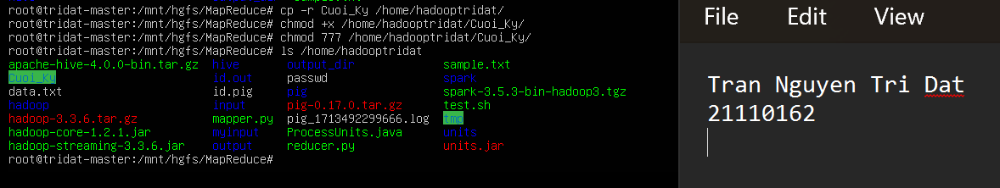 root@tridat-master:/mnt/hgfs/MapReduce# cp -r Cuoi_Ky /home/hadooptridat/
root@tridat-master:/mnt/hgfs/MapReduce# chmod +x /home/hadooptridat/Cuoi_Ky/
root@tridat-master:/mnt/hgfs/MapReduce# chmod 777 /home/hadooptridat/Cuoi_Ky/
root@tridat-master:/mnt/hgfs/MapReduce# ls /home/hadooptridat
apache-hive-4.0.0-bin.tar.gz hive output_dir sample.txt
Cuoi_Ky id.out passwd spark
data.txt id.pig pig spark-3.5.3-bin-hadoop3.tgz
hadoop input pig-0.17.0.tar.gz test.sh
hadoop-3.3.6.tar.gz mapper.py pig_1713492299666.log tmp
hadoop-core-1.2.1.jar myinput ProcessUnits.java units
hadoop-streaming-3.3.6.jar output reducer.py units.jar
root@tridat-master:/mnt/hgfs/MapReduce#
File Edit View
Tran Nguyen Tri Dat
21110162